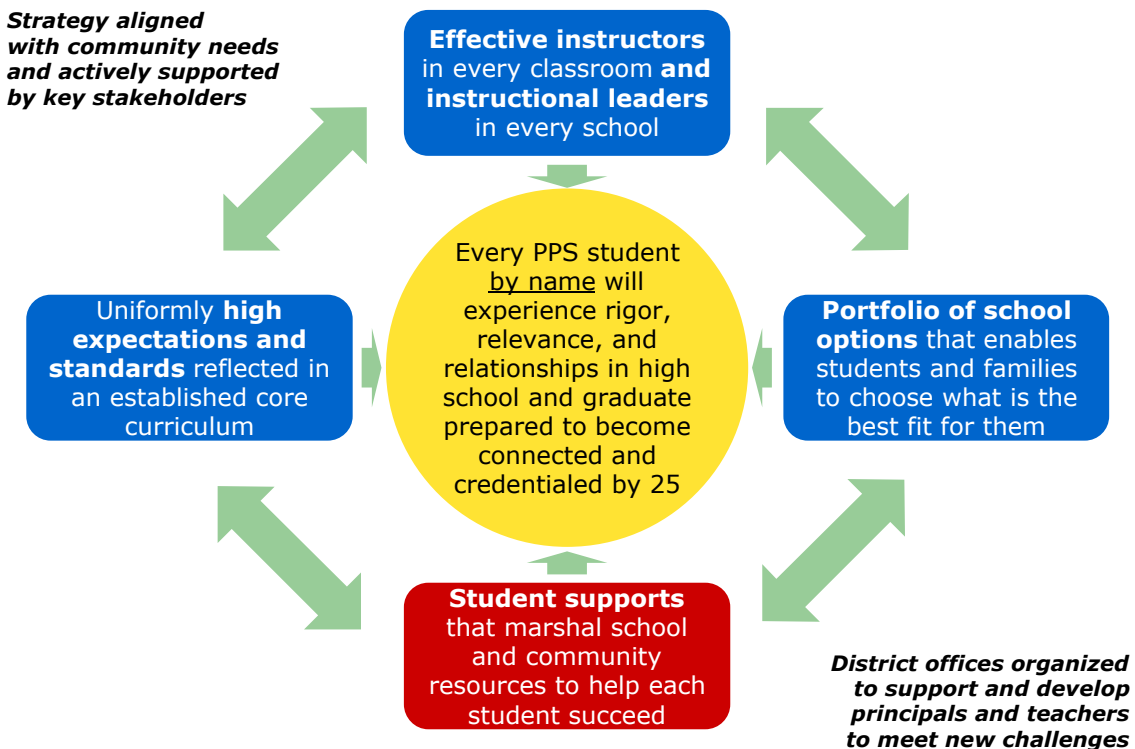 Strategy aligned
with community needs
and actively supported
by key stakeholders
Effective instructors
in every classroom and
instructional leaders
in every school
Uniformly high
expectations and
standards reflected in
an established core
curriculum
Every PPS student
by name will
experience rigor,
relevance, and
relationships in high
school and graduate
prepared to become
connected and
credentialed by 25
Portfolio of school
options that enables
students and families
to choose what is the
best fit for them
Student supports
that marshal school
and community
resources to help each
student succeed
District offices organized
to support and develop
principals and teachers
to meet new challenges